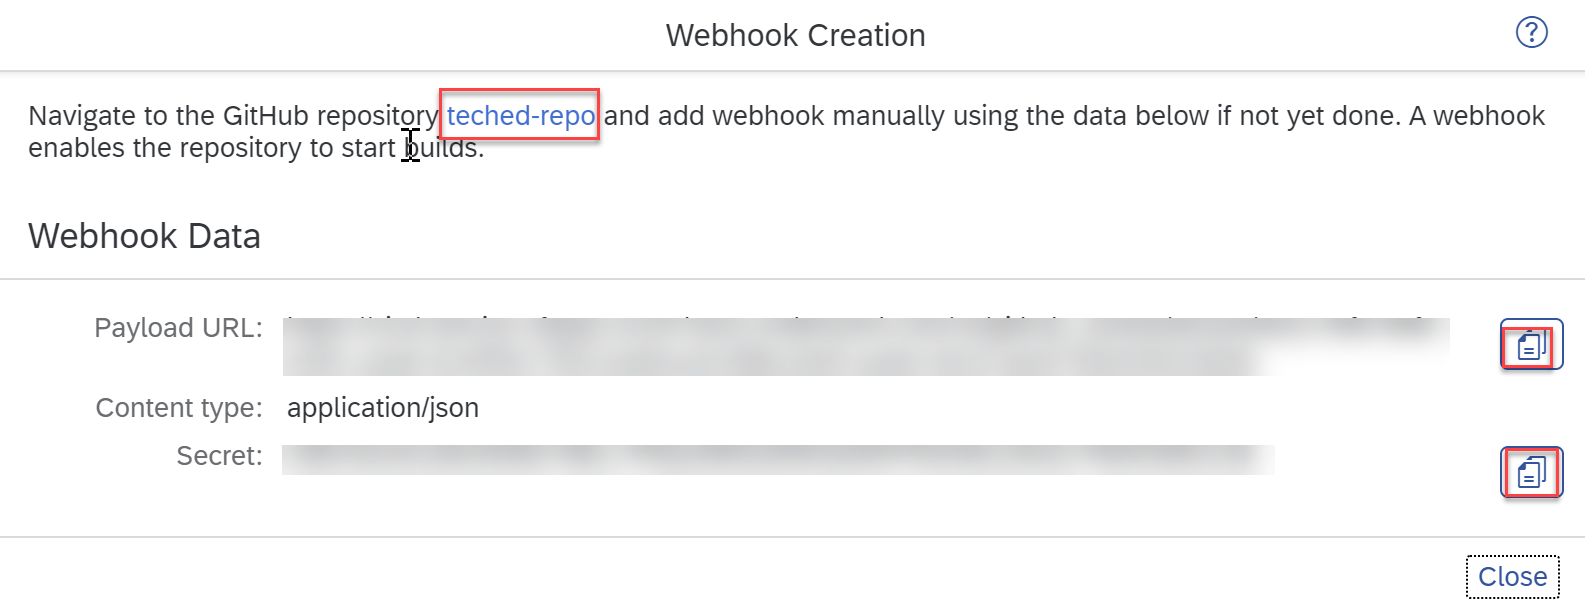 Webhook Creation
?
Navigate to the GitHub repository teched-repo and add webhook manually using the data below if not yet done. A webhook
enables the repository to start builds.
Webhook Data
Payload URL:
Content type: application/json
Secret:
Close